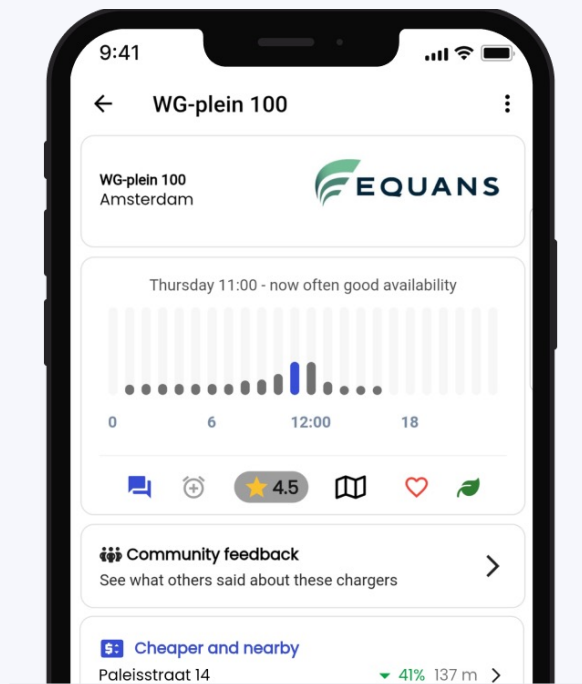 9:41
WG-plein 100
WG-plein 100
Amsterdam
EQUANS
Thursday 11:00 - now often good availability
0 6 12:00 18
4.5
Community feedback
See what others said about these chargers
$: Cheaper and nearby
Paleisstraat 14 41% 137 m